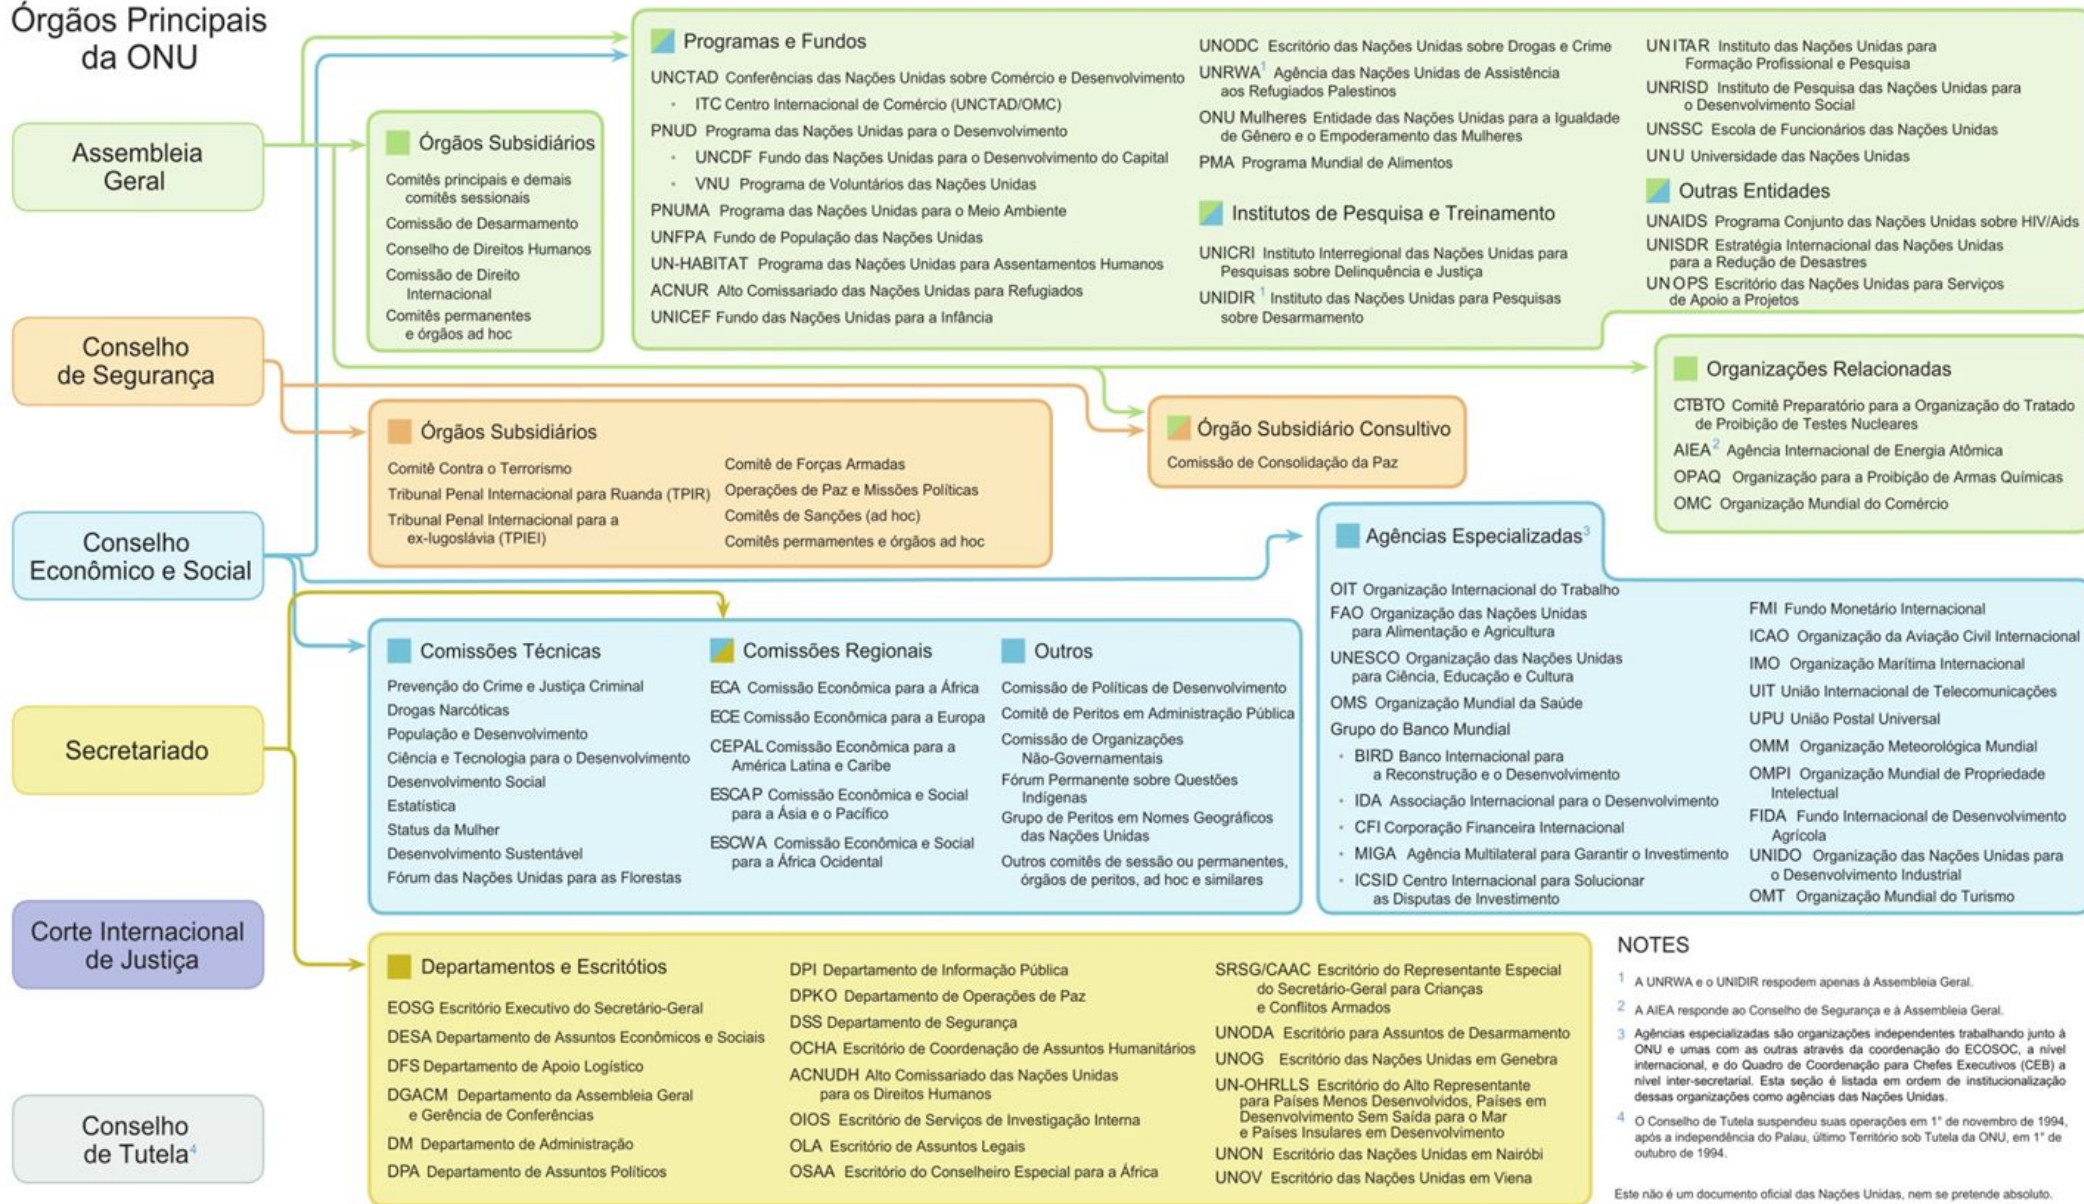 Órgãos Principais
da ONU
Assembleia
Geral
Conselho
de Segurança
Conselho
Econômico e Social
Secretariado
Corte Internacional
de Justiça
Conselho
de Tutela⁴
Órgãos Subsidiários
Comitês principais e demais
comitês sessionais
Comissão de Desarmamento
Conselho de Direitos Humanos
Comissão de Direito
Internacional
Comitês permanentes
e órgãos ad hoc
Programas e Fundos
UNCTAD Conferências das Nações Unidas sobre Comércio e Desenvolvimento
• ITC Centro Internacional de Comércio (UNCTAD/OMC)
PNUD Programa das Nações Unidas para o Desenvolvimento
• UNCDF Fundo das Nações Unidas para o Desenvolvimento do Capital
• VNU Programa de Voluntários das Nações Unidas
PNUMA Programa das Nações Unidas para o Meio Ambiente
UNFPA Fundo de População das Nações Unidas
UN-HABITAT Programa das Nações Unidas para Assentamentos Humanos
ACNUR Alto Comissariado das Nações Unidas para Refugiados
UNICEF Fundo das Nações Unidas para a Infância
UNODC Escritório das Nações Unidas sobre Drogas e Crime
UNRWA¹ Agência das Nações Unidas de Assistência
aos Refugiados Palestinos
ONU Mulheres Entidade das Nações Unidas para a Igualdade
de Gênero e o Empoderamento das Mulheres
PMA Programa Mundial de Alimentos
Institutos de Pesquisa e Treinamento
UNICRI Instituto Interregional das Nações Unidas para
Pesquisas sobre Delinquência e Justiça
UNIDIR ¹ Instituto das Nações Unidas para Pesquisas
sobre Desarmamento
UNITAR Instituto das Nações Unidas para
Formação Profissional e Pesquisa
UNRISD Instituto de Pesquisa das Nações Unidas para
o Desenvolvimento Social
UNSSC Escola de Funcionários das Nações Unidas
UNU Universidade das Nações Unidas
Outras Entidades
UNAIDS Programa Conjunto das Nações Unidas sobre HIV/Aids
UNISDR Estratégia Internacional das Nações Unidas
para a Redução de Desastres
UNOPS Escritório das Nações Unidas para Serviços
de Apoio a Projetos
Órgãos Subsidiários
Comitê Contra o Terrorismo
Tribunal Penal Internacional para Ruanda (TPIR)
Tribunal Penal Internacional para a
ex-Iugoslávia (TPIEI)
Comitê de Forças Armadas
Operações de Paz e Missões Políticas
Comitês de Sanções (ad hoc)
Comitês permamentes e órgãos ad hoc
Órgão Subsidiário Consultivo
Comissão de Consolidação da Paz
Organizações Relacionadas
CTBTO Comitê Preparatório para a Organização do Tratado
de Proibição de Testes Nucleares
AIEA² Agência Internacional de Energia Atômica
OPAQ Organização para a Proibição de Armas Químicas
OMC Organização Mundial do Comércio
Comissões Técnicas
Prevenção do Crime e Justiça Criminal
Drogas Narcóticas
População e Desenvolvimento
Ciência e Tecnologia para o Desenvolvimento
Desenvolvimento Social
Estatística
Status da Mulher
Desenvolvimento Sustentável
Fórum das Nações Unidas para as Florestas
Comissões Regionais
ECA Comissão Econômica para a África
ECE Comissão Econômica para a Europa
CEPAL Comissão Econômica para a
América Latina e Caribe
ESCAP Comissão Econômica e Social
para a Ásia e o Pacífico
ESCWA Comissão Econômica e Social
para a África Ocidental
Outros
Comissão de Políticas de Desenvolvimento
Comitê de Peritos em Administração Pública
Comissão de Organizações
Não-Governamentais
Fórum Permanente sobre Questões
Indígenas
Grupo de Peritos em Nomes Geográficos
das Nações Unidas
Outros comitês de sessão ou permanentes,
órgãos de peritos, ad hoc e similares
Agências Especializadas³
OIT Organização Internacional do Trabalho
FAO Organização das Nações Unidas
para Alimentação e Agricultura
UNESCO Organização das Nações Unidas
para Ciência, Educação e Cultura
OMS Organização Mundial da Saúde
Grupo do Banco Mundial
• BIRD Banco Internacional para
a Reconstrução e o Desenvolvimento
• IDA Associação Internacional para o Desenvolvimento
• CFI Corporação Financeira Internacional
• MIGA Agência Multilateral para Garantir o Investimento
• ICSID Centro Internacional para Solucionar
as Disputas de Investimento
FMI Fundo Monetário Internacional
ICAO Organização da Aviação Civil Internacional
IMO Organização Marítima Internacional
UIT União Internacional de Telecomunicações
UPU União Postal Universal
OMM Organização Meteorológica Mundial
OMPI Organização Mundial de Propriedade
Intelectual
FIDA Fundo Internacional de Desenvolvimento
Agrícola
UNIDO Organização das Nações Unidas para
o Desenvolvimento Industrial
OMT Organização Mundial do Turismo
Departamentos e Escritótios
EOSG Escritório Executivo do Secretário-Geral
DESA Departamento de Assuntos Econômicos e Sociais
DFS Departamento de Apoio Logístico
DGACM Departamento da Assembleia Geral
e Gerência de Conferências
DM Departamento de Administração
DPA Departamento de Assuntos Políticos
DPI Departamento de Informação Pública
DPKO Departamento de Operações de Paz
DSS Departamento de Segurança
OCHA Escritório de Coordenação de Assuntos Humanitários
ACNUDH Alto Comissariado das Nações Unidas
para os Direitos Humanos
OIOS Escritório de Serviços de Investigação Interna
OLA Escritório de Assuntos Legais
OSAA Escritório do Conselheiro Especial para a África
SRSG/CAAC Escritório do Representante Especial
do Secretário-Geral para Crianças
e Conflitos Armados
UNODA Escritório para Assuntos de Desarmamento
UNOG Escritório das Nações Unidas em Genebra
UN-OHRLLS Escritório do Alto Representante
para Países Menos Desenvolvidos, Países em
Desenvolvimento Sem Saída para o Mar
e Países Insulares em Desenvolvimento
UNON Escritório das Nações Unidas em Nairóbi
UNOV Escritório das Nações Unidas em Viena
NOTES
1 A UNRWA e o UNIDIR respodem apenas à Assembleia Geral.
2 A AIEA responde ao Conselho de Segurança e à Assembleia Geral.
3 Agências especializadas são organizações independentes trabalhando junto à
ONU e umas com as outras através da coordenação do ECOSOC, a nível
internacional, e do Quadro de Coordenação para Chefes Executivos (CEB) a
nível inter-secretarial. Esta seção é listada em ordem de institucionalização
dessas organizações como agências das Nações Unidas.
4 O Conselho de Tutela suspendeu suas operações em 1° de novembro de 1994,
após a independência do Palau, último Território sob Tutela da ONU, em 1° de
outubro de 1994.
Este não é um documento oficial das Nações Unidas, nem se pretende absoluto.